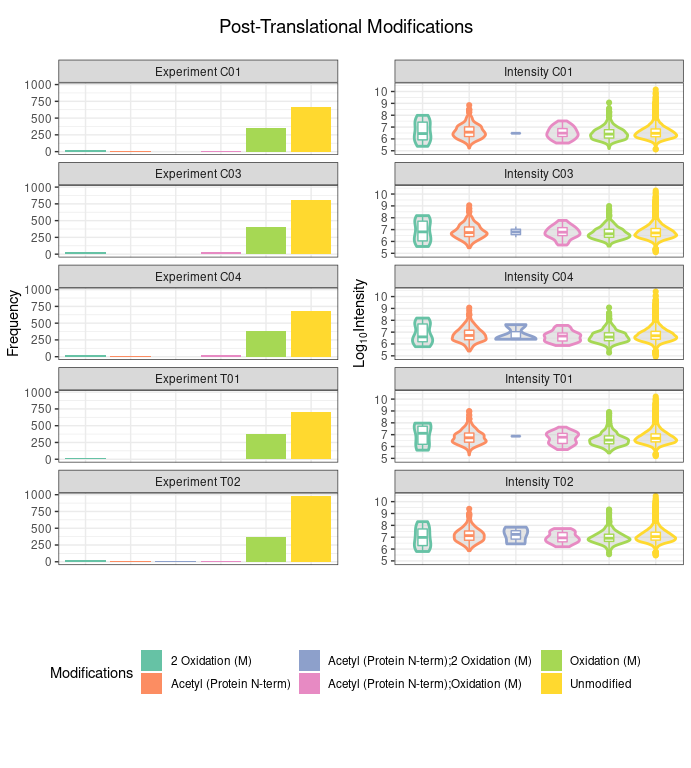 Post-Translational Modifications
Experiment C01
1000
750
500
250
0
Experiment C03
1000
750
500
250
0
Experiment C04
1000
750
500
250
0
Experiment T01
1000
750
500
250
0
Experiment T02
1000
750
500
250
0
Frequency
Intensity C01
10
9
8
7
6
5
Intensity C03
10
9
8
7
6
5
Intensity C04
10
9
8
7
6
5
Intensity T01
10
9
8
7
6
5
Intensity T02
10
9
8
7
6
5
Log10Intensity
Modifications
2 Oxidation (M)
Acetyl (Protein N-term)
Acetyl (Protein N-term);2 Oxidation (M)
Acetyl (Protein N-term);Oxidation (M)
Oxidation (M)
Unmodified